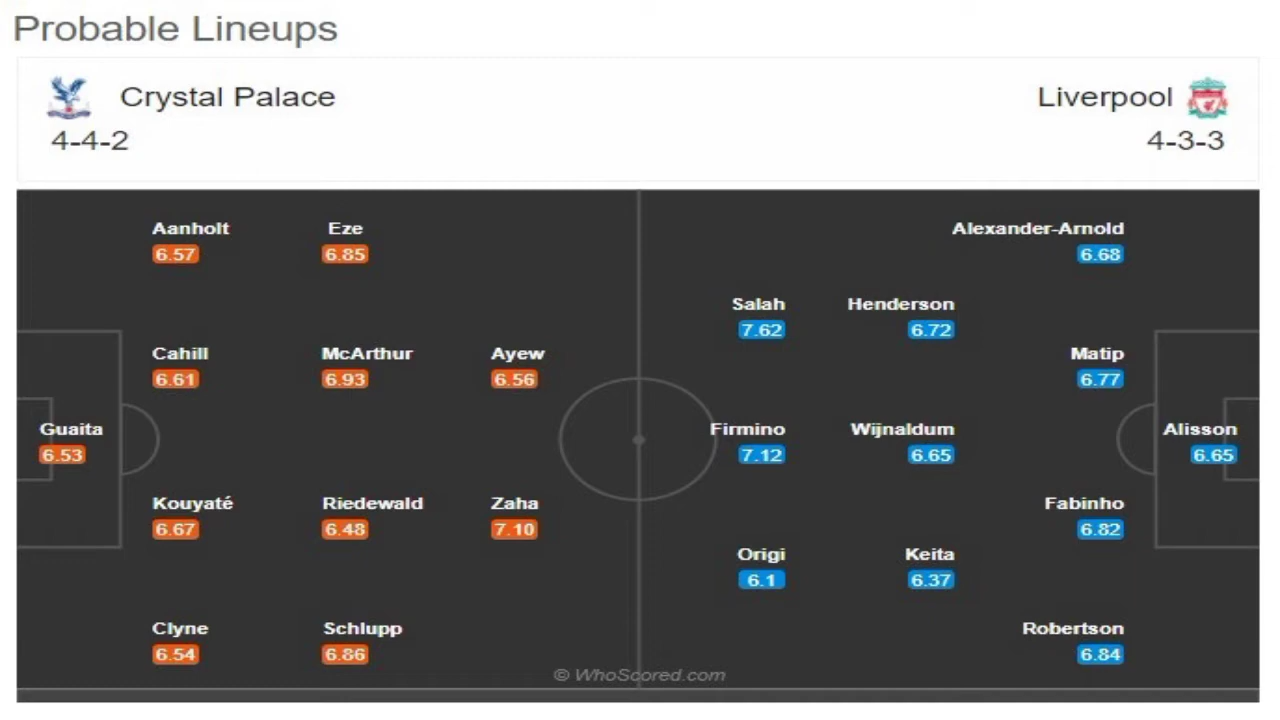 Probable Lineups
Crystal Palace
Liverpool
4-4-2
4-3-3
Aanholt
6.57
Eze
6.85
Alexander-Arnold
6.68
Salah
7.62
Henderson
6.72
Cahill
6.61
McArthur
6.93
Ayew
6.56
Matip
6.77
Guaita
6.53
Firmino
7.12
Wijnaldum
6.65
Alisson
6.65
Kouyaté
6.67
Riedewald
6.48
Zaha
7.10
Fabinho
6.82
Origi
6.1
Keita
6.37
Clyne
6.54
Schlupp
6.86
Robertson
6.84
© WhoScored.com